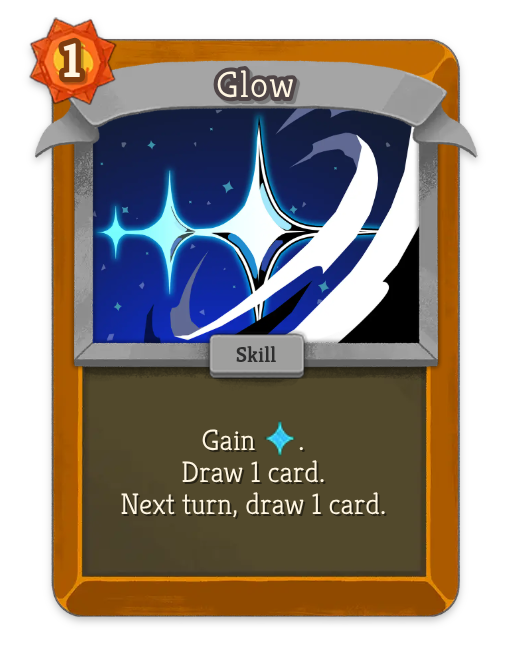 1
Glow
Skill
Gain .
Draw 1 card.
Next turn, draw 1 card.